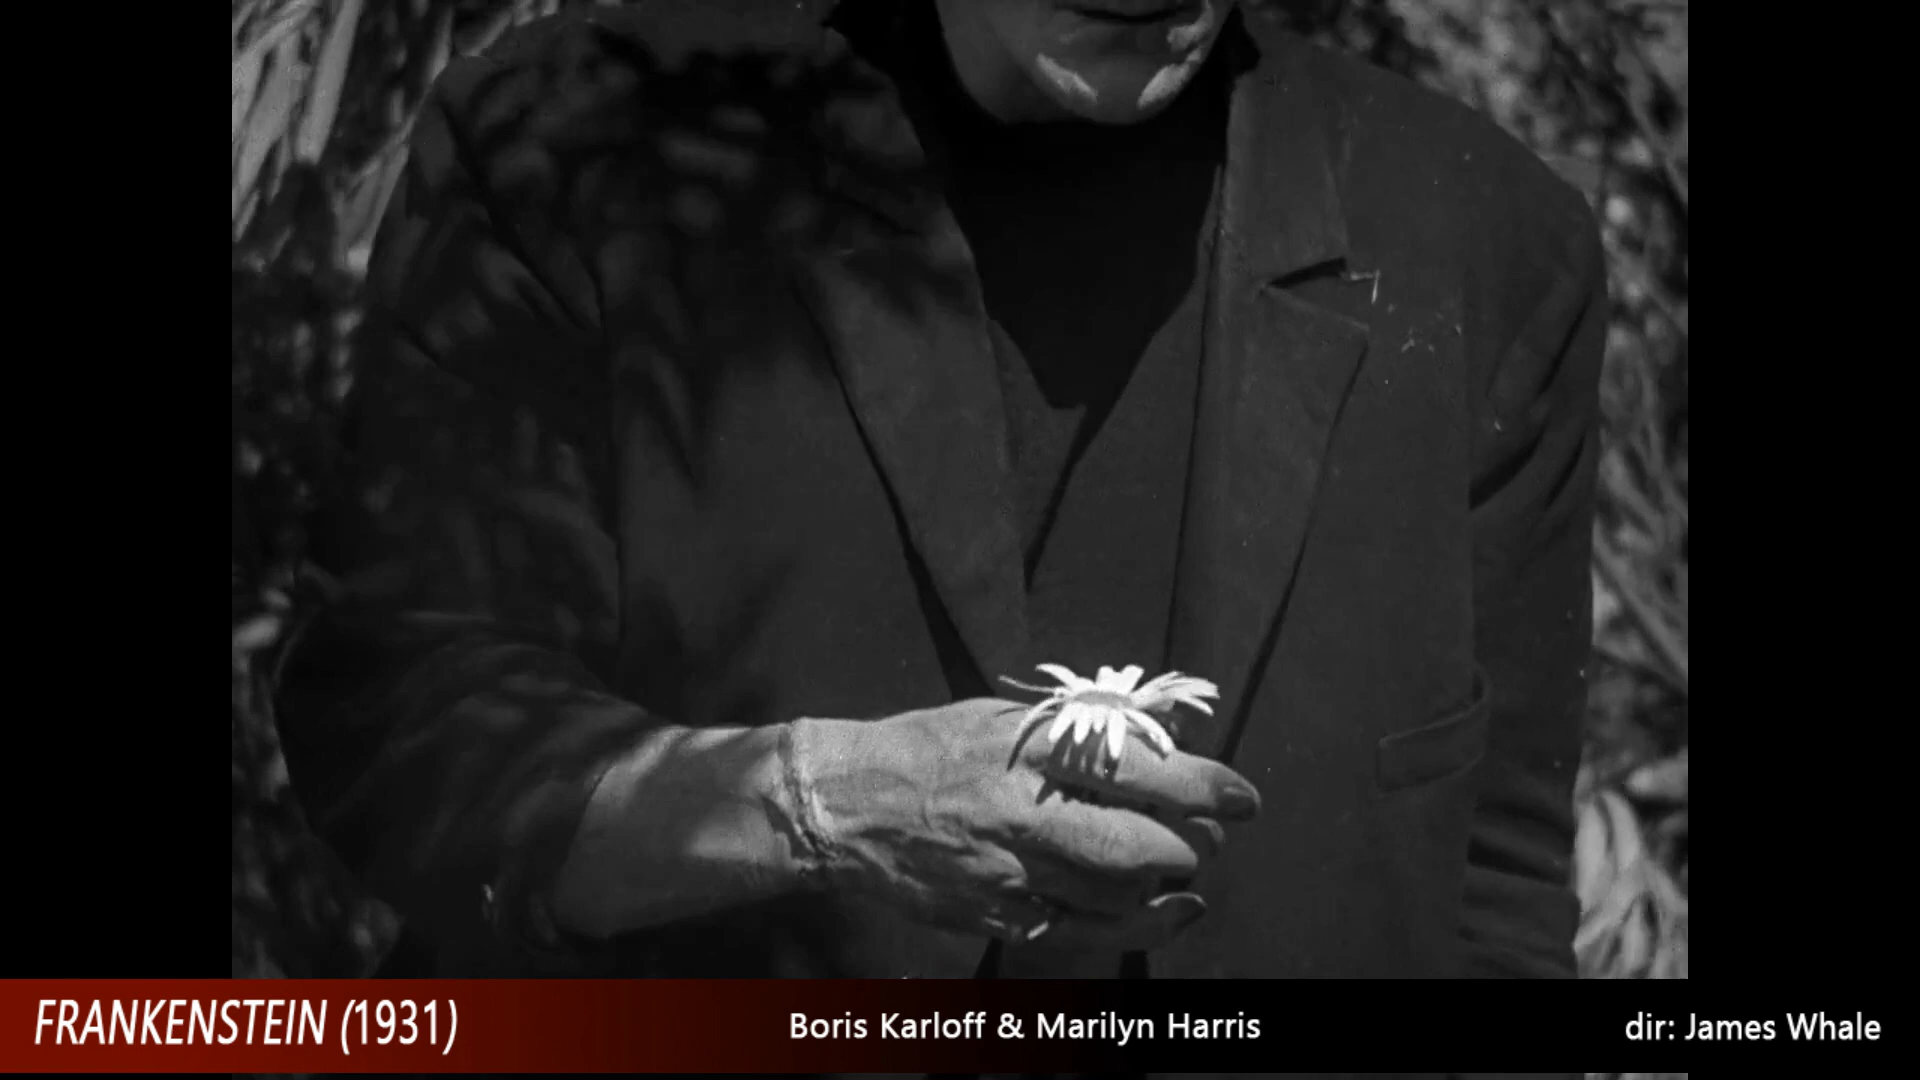 FRANKENSTEIN (1931)
Boris Karloff & Marilyn Harris
dir: James Whale